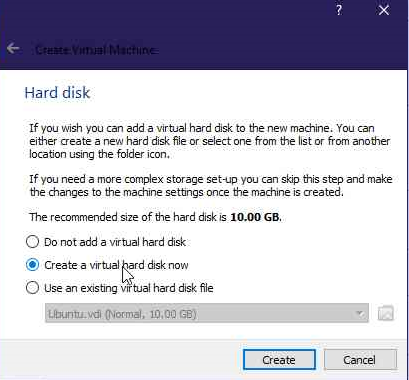 ?
Create Virtual Machine
Hard disk
If you wish you can add a virtual hard disk to the new machine. You can
either create a new hard disk file or select one from the list or from another
location using the folder icon.
If you need a more complex storage set-up you can skip this step and make
the changes to the machine settings once the machine is created.
The recommended size of the hard disk is 10.00 GB.
Do not add a virtual hard disk
Create a virtual hard disk now
Use an existing virtual hard disk file
Ubuntu.vdi (Normal, 10.00 GB)
Create Cancel